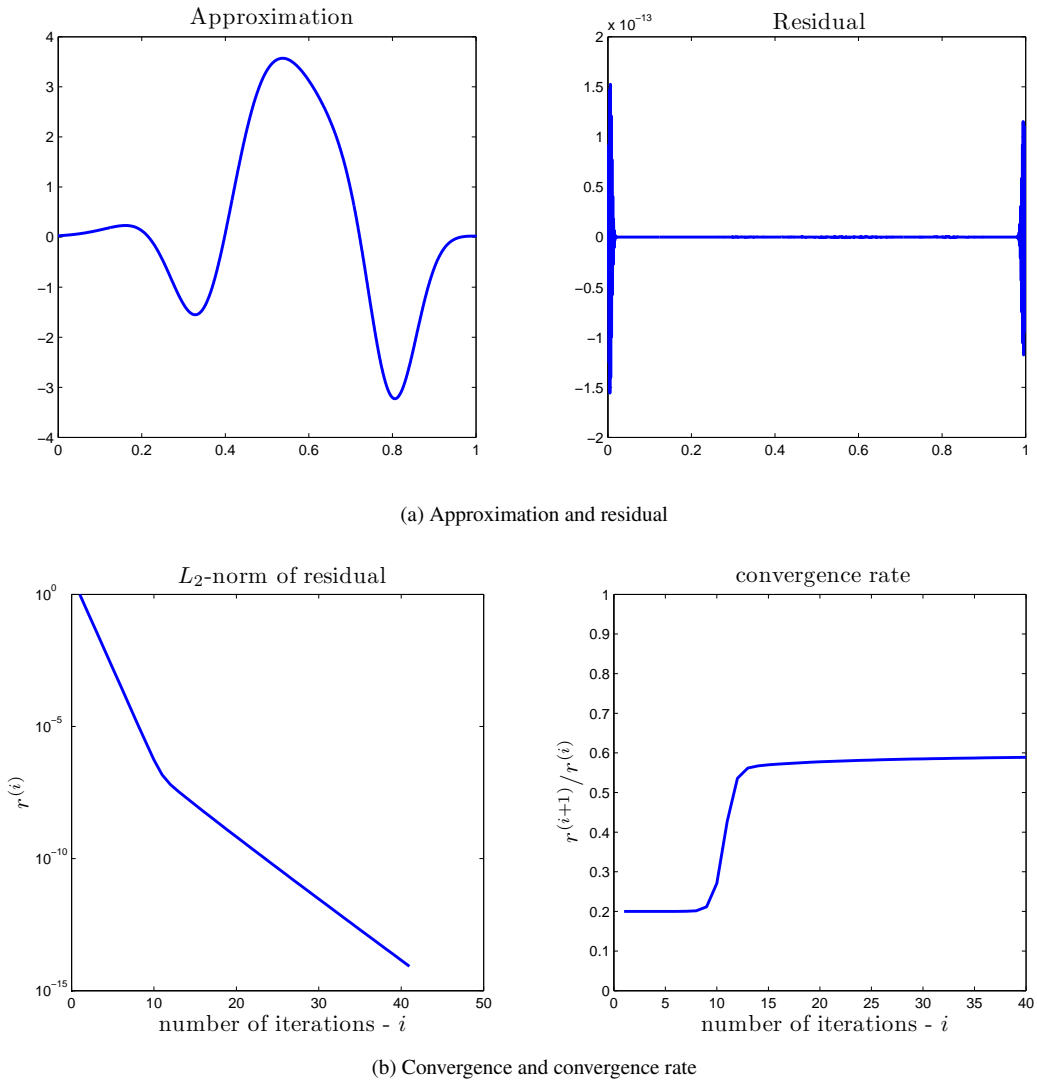 Approximation
4
3
2
1
0
−1
−2
−3
−4
0 0.2 0.4 0.6 0.8 1
Residual
x 10⁻¹³
2
1.5
1
0.5
0
−0.5
−1
−1.5
−2
0 0.2 0.4 0.6 0.8 1
(a) Approximation and residual
L₂-norm of residual
10⁰
10⁻⁵
10⁻¹⁰
10⁻¹⁵
r⁽ⁱ⁾
0 10 20 30 40 50
number of iterations - i
convergence rate
1
0.9
0.8
0.7
0.6
0.5
0.4
0.3
0.2
0.1
0
r⁽ⁱ⁺¹⁾/r⁽ⁱ⁾
0 5 10 15 20 25 30 35 40
number of iterations - i
(b) Convergence and convergence rate